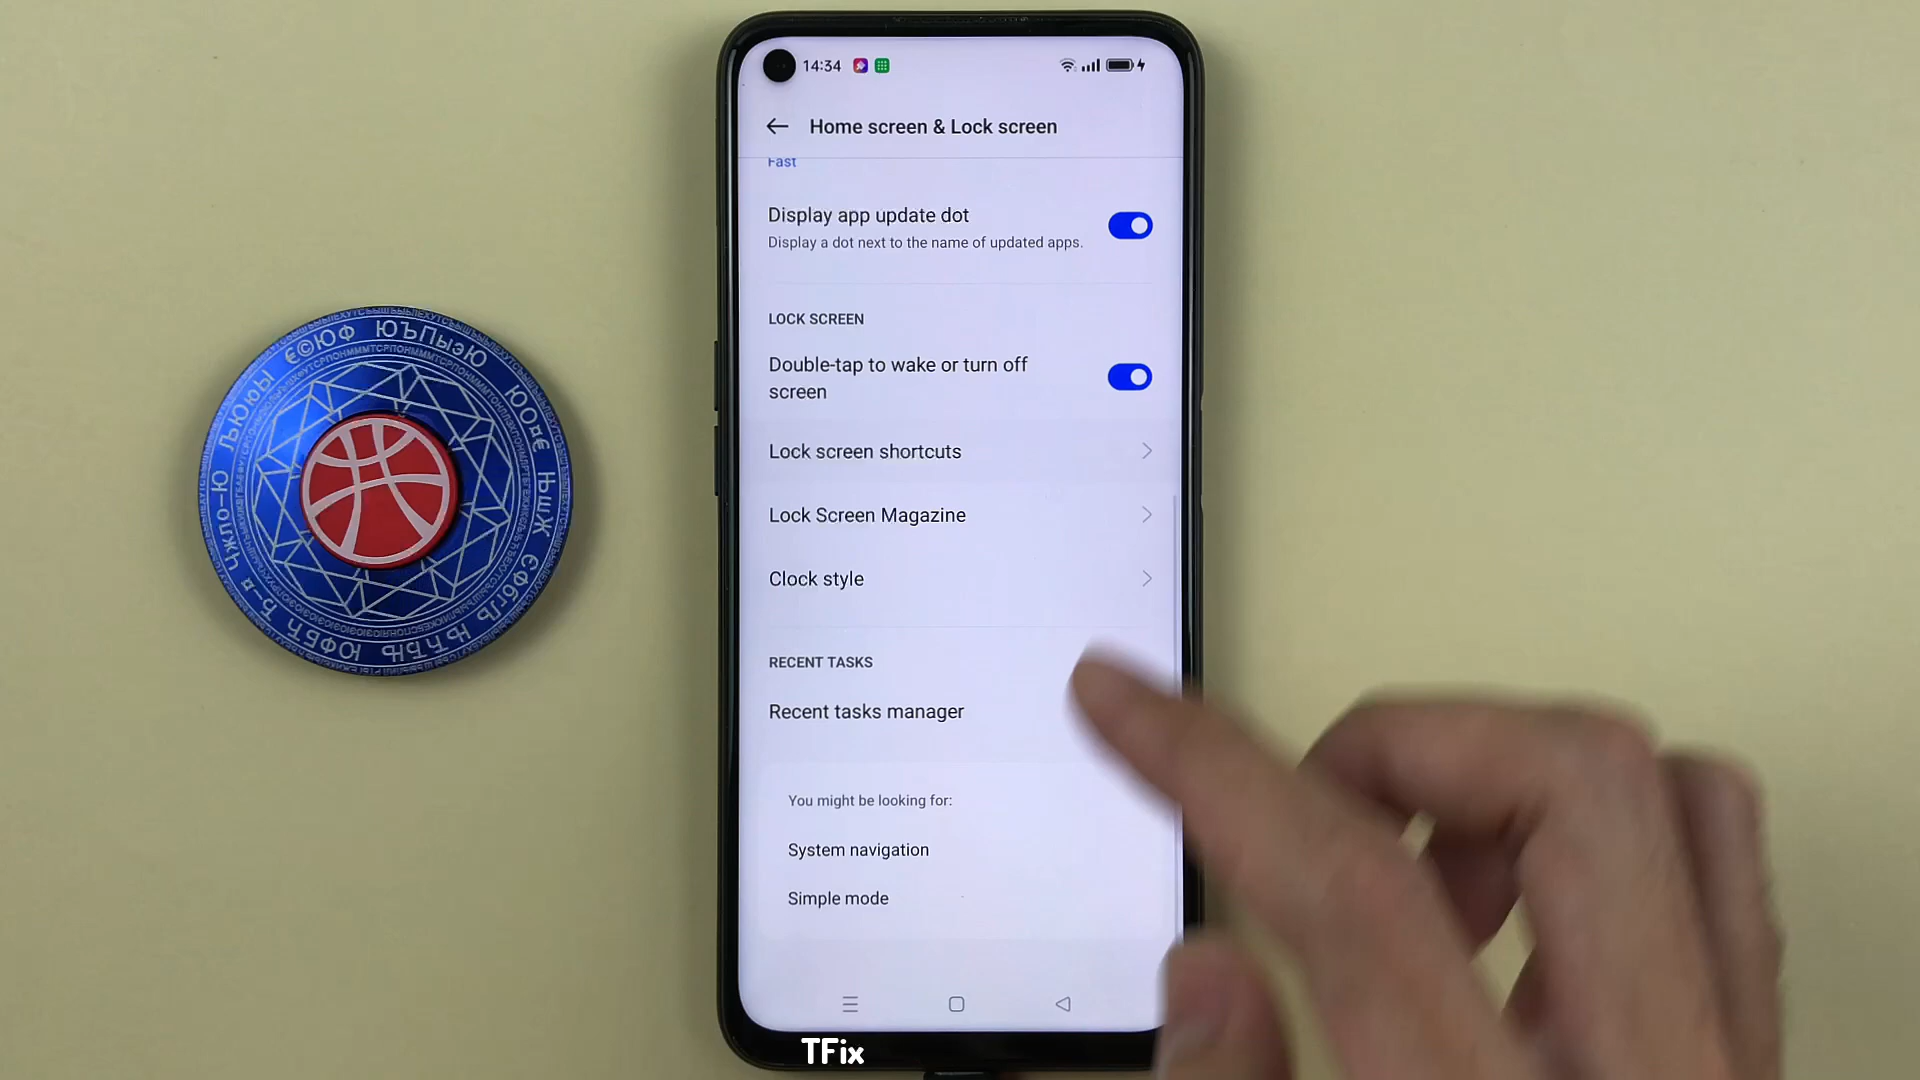 14:34
Home screen & Lock screen
Fast
Display app update dot
Display a dot next to the name of updated apps.
LOCK SCREEN
Double-tap to wake or turn off
screen
Lock screen shortcuts
Lock Screen Magazine
Clock style
RECENT TASKS
Recent tasks manager
You might be looking for:
System navigation
Simple mode
TFix